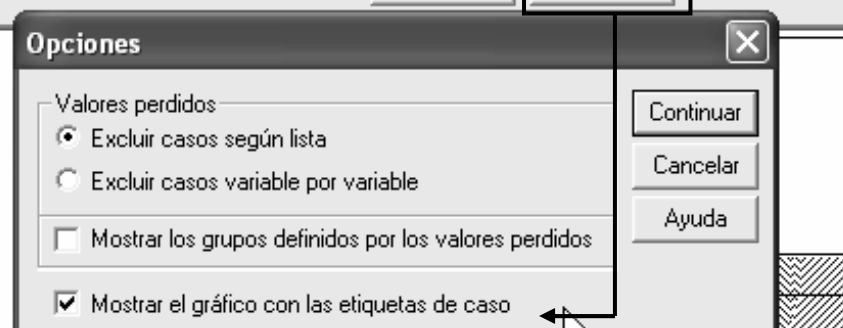 Opciones
Valores perdidos
Excluir casos según lista
Excluir casos variable por variable
Mostrar los grupos definidos por los valores perdidos
Mostrar el gráfico con las etiquetas de caso
Continuar
Cancelar
Ayuda